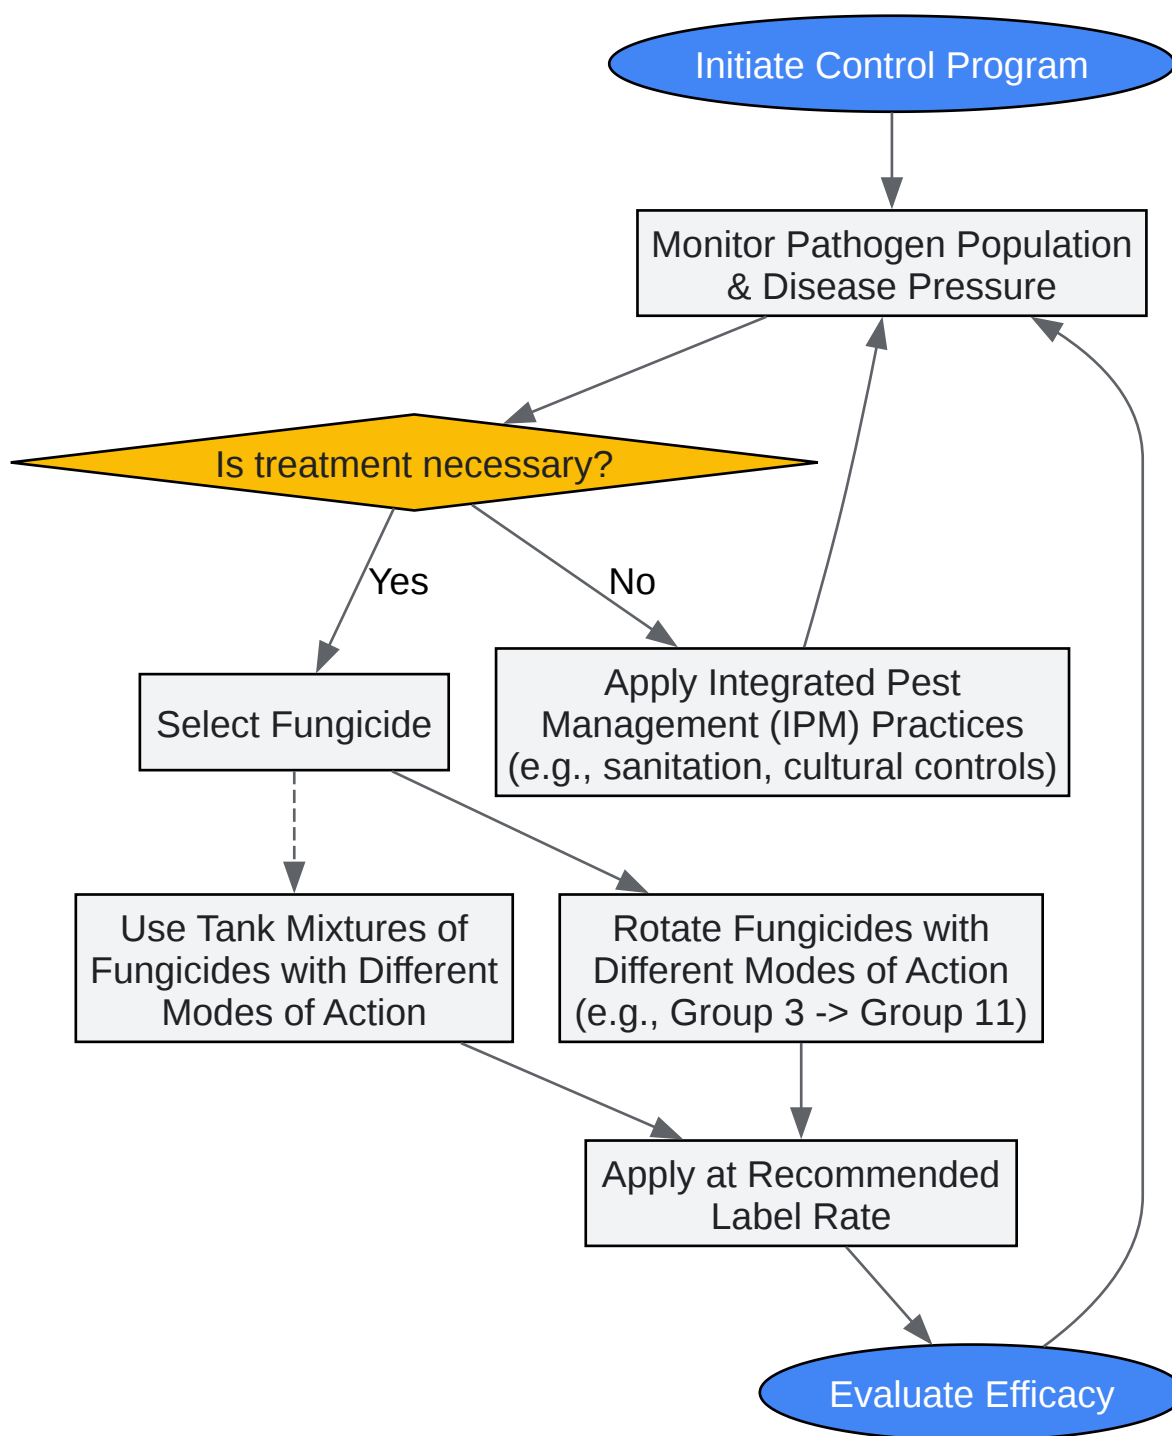 Initiate Control Program
Monitor Pathogen Population
& Disease Pressure
Is treatment necessary?
Yes
No
Select Fungicide
Apply Integrated Pest
Management (IPM) Practices
(e.g., sanitation, cultural controls)
Use Tank Mixtures of
Fungicides with Different
Modes of Action
Rotate Fungicides with
Different Modes of Action
(e.g., Group 3 -> Group 11)
Apply at Recommended
Label Rate
Evaluate Efficacy